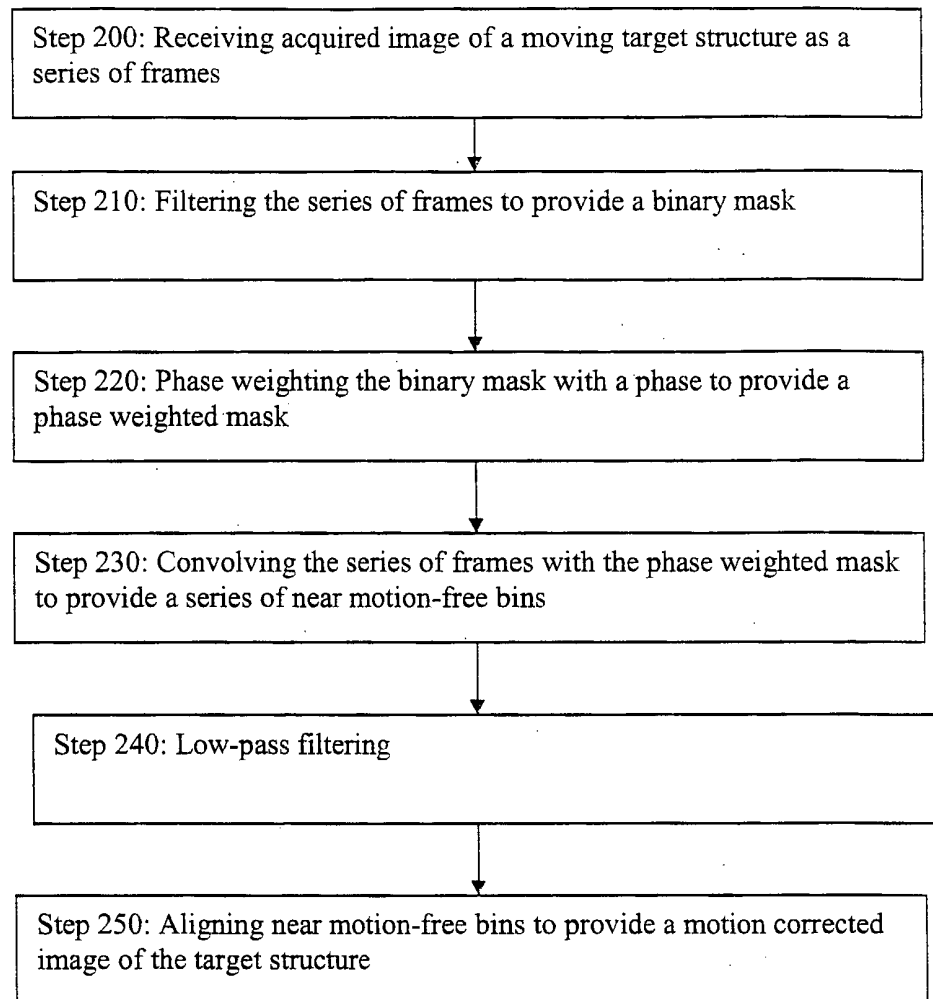 Step 200: Receiving acquired image of a moving target structure as a
series of frames
Step 210: Filtering the series of frames to provide a binary mask
Step 220: Phase weighting the binary mask with a phase to provide a
phase weighted mask
Step 230: Convolving the series of frames with the phase weighted mask
to provide a series of near motion-free bins
Step 240: Low-pass filtering
Step 250: Aligning near motion-free bins to provide a motion corrected
image of the target structure